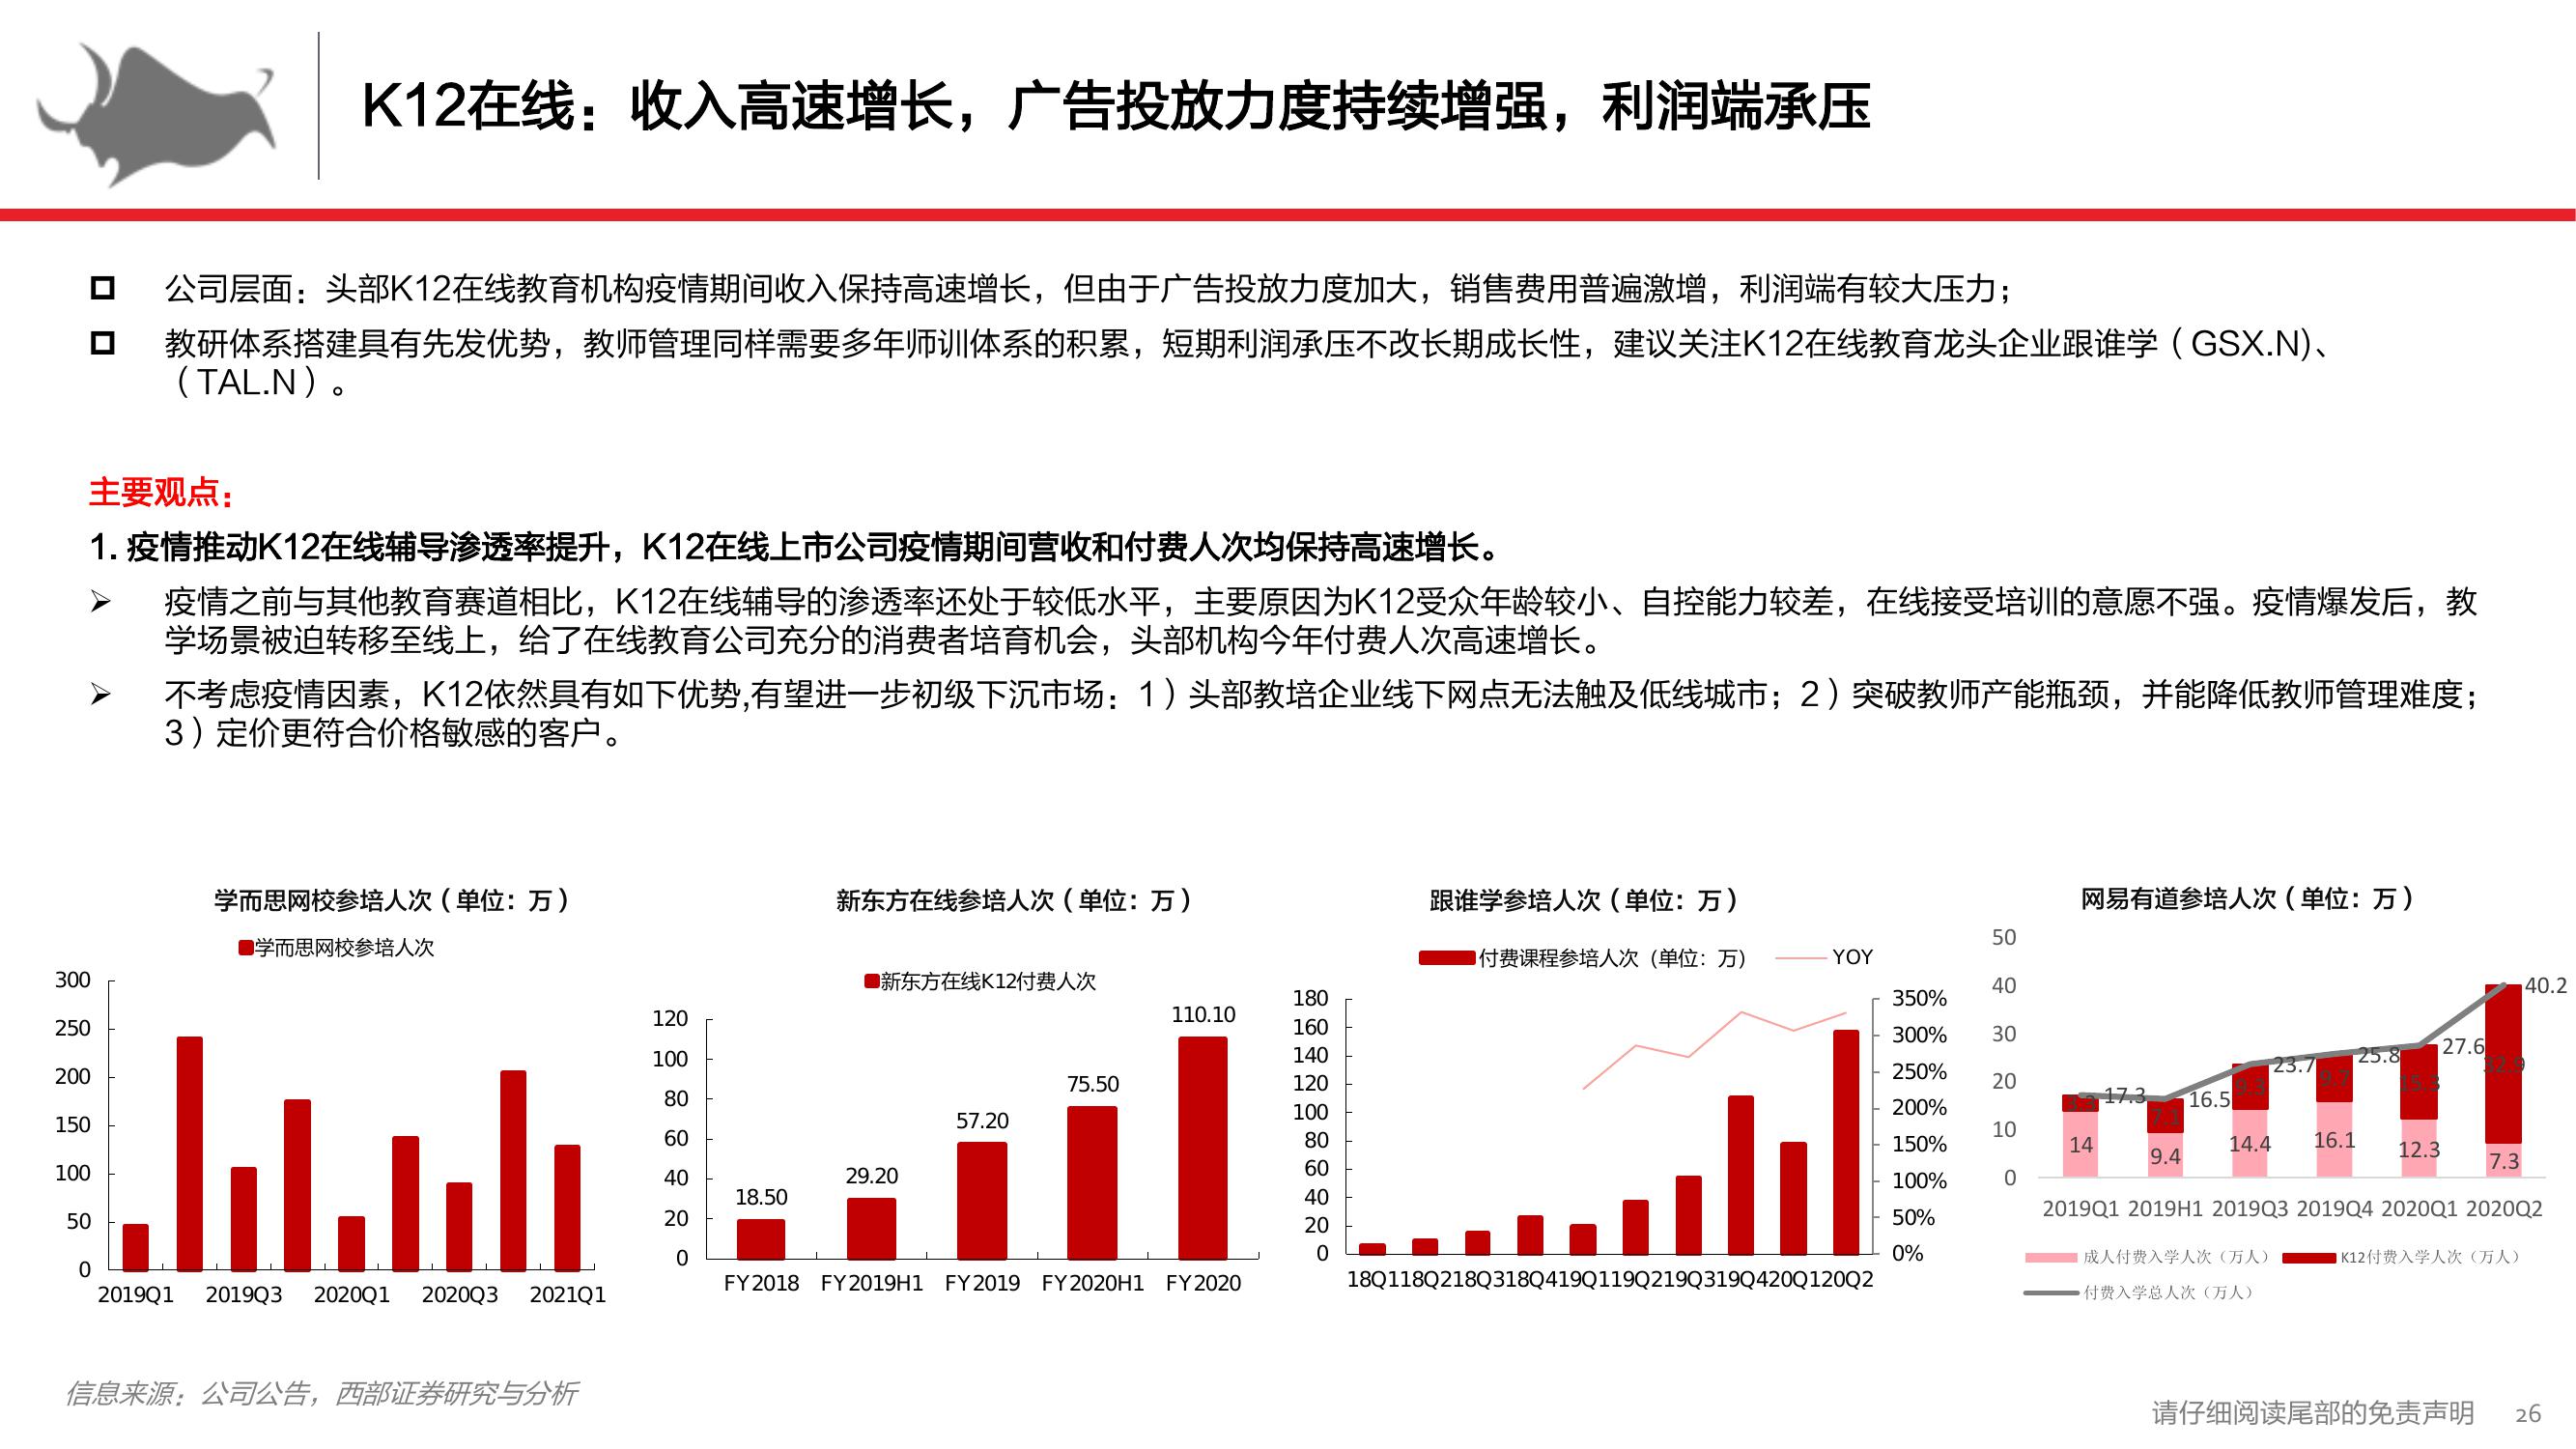 K12在线：收入高速增长，广告投放力度持续增强，利润端承压
公司层面：头部K12在线教育机构疫情期间收入保持高速增长，但由于广告投放力度加大，销售费用普遍激增，利润端有较大压力；
教研体系搭建具有先发优势，教师管理同样需要多年师训体系的积累，短期利润承压不改长期成长性，建议关注K12在线教育龙头企业跟谁学（GSX.N)、
（TAL.N）。
主要观点：
1. 疫情推动K12在线辅导渗透率提升，K12在线上市公司疫情期间营收和付费人次均保持高速增长。
疫情之前与其他教育赛道相比，K12在线辅导的渗透率还处于较低水平，主要原因为K12受众年龄较小、自控能力较差，在线接受培训的意愿不强。疫情爆发后，教
学场景被迫转移至线上，给了在线教育公司充分的消费者培育机会，头部机构今年付费人次高速增长。
不考虑疫情因素，K12依然具有如下优势,有望进一步初级下沉市场：1）头部教培企业线下网点无法触及低线城市；2）突破教师产能瓶颈，并能降低教师管理难度；
3）定价更符合价格敏感的客户。
学而思网校参培人次（单位：万）
学而思网校参培人次
300
250
200
150
100
50
0
2019Q1 2019Q3 2020Q1 2020Q3 2021Q1
新东方在线参培人次（单位：万）
新东方在线K12付费人次
120
100
80
60
40
20
0
18.50
29.20
57.20
75.50
110.10
FY2018 FY2019H1 FY2019 FY2020H1 FY2020
跟谁学参培人次（单位：万）
付费课程参培人次（单位：万） YOY
180
160
140
120
100
80
60
40
20
0
350%
300%
250%
200%
150%
100%
50%
0%
18Q118Q218Q318Q419Q119Q219Q319Q420Q120Q2
网易有道参培人次（单位：万）
50
40
30
20
10
0
17.3
16.5
23.7
25.8
27.6
40.2
3.3
7.1
9.3
9.7
15.3
32.9
14
9.4
14.4
16.1
12.3
7.3
2019Q1 2019H1 2019Q3 2019Q4 2020Q1 2020Q2
成人付费入学人次（万人） K12付费入学人次（万人）
付费入学总人次（万人）
信息来源：公司公告，西部证券研究与分析
请仔细阅读尾部的免责声明 26